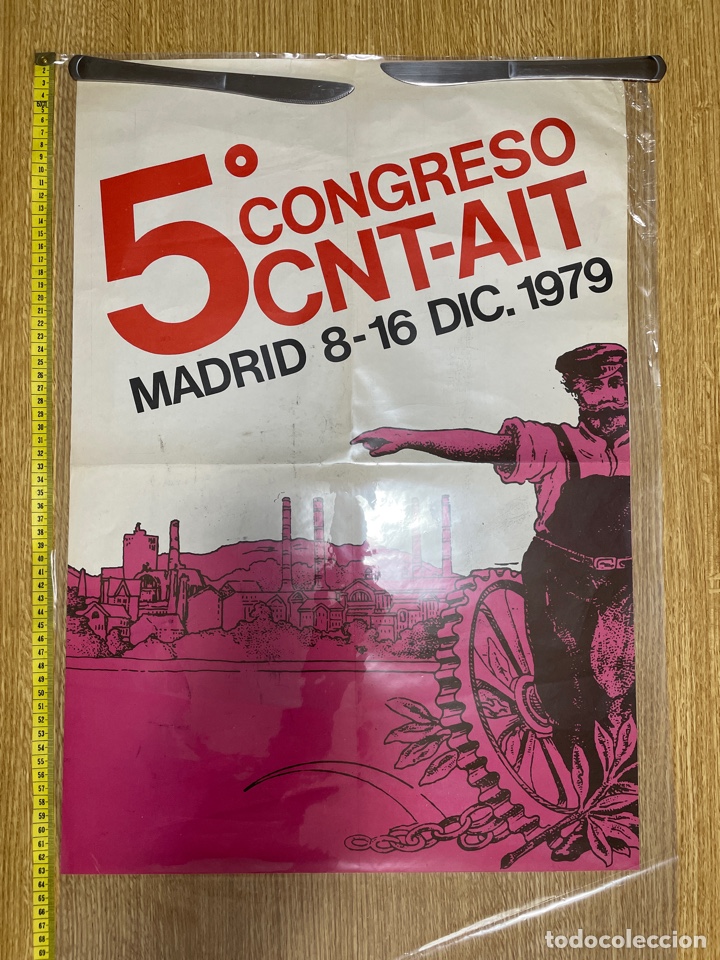 5° CONGRESO
CNT-AIT
MADRID 8-16 DIC. 1979
todocoleccion